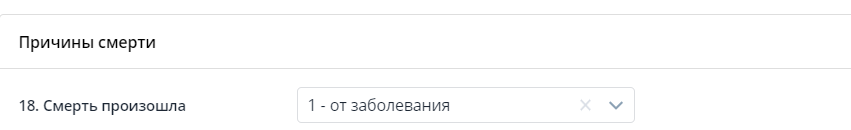 Причины смерти
18. Смерть произошла 1 - от заболевания